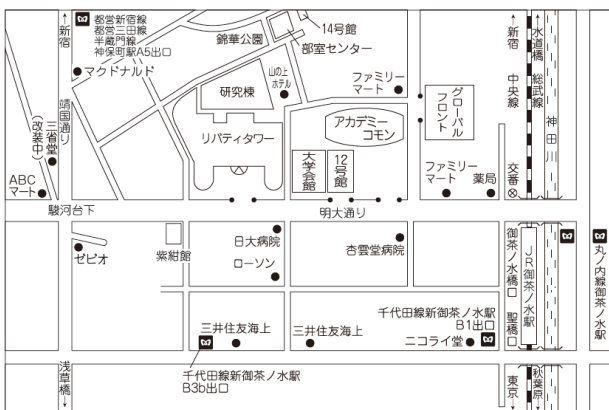 都営新宿線
都営三田線
半蔵門線
神保町駅A5出口
新宿
マクドナルド
靖国通り
三省堂
(改装中)
ABC
マート
駿河台下
ゼビオ
浅草橋
錦華公園
14号館
部室センター
研究棟
山の上
ホテル
リバティタワー
ファミリー
マート
アカデミー
コモン
グローバル
フロント
大学会館
12号館
ファミリー
マート
薬局
新宿
中央線
交番
水道橋
総武線
神田川
明大通り
紫紺館
日大病院
ローソン
杏雲堂病院
御茶ノ水橋口
聖橋口
JR御茶ノ水駅
丸ノ内線御茶ノ水駅
千代田線新御茶ノ水駅
B1出口
三井住友海上
三井住友海上
ニコライ堂
千代田線新御茶ノ水駅
B3b出口
東京
秋葉原